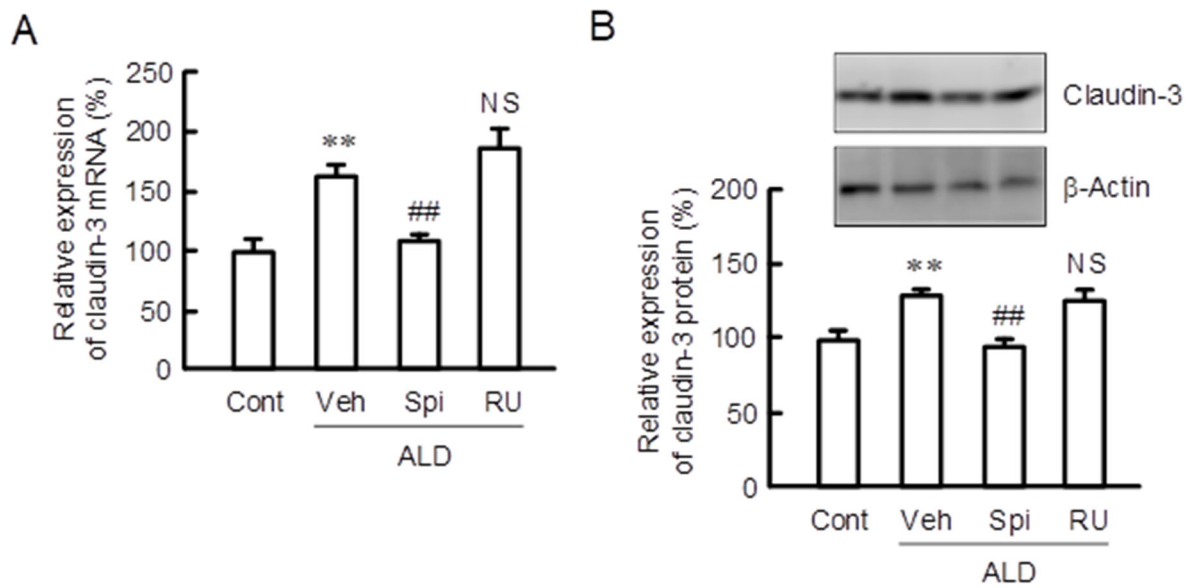 A
Relative expression
of claudin-3 mRNA (%)
250
200
150
100
50
0
**
##
NS
Cont
Veh
Spi
RU
ALD
B
Claudin-3
β-Actin
Relative expression
of claudin-3 protein (%)
200
150
100
50
0
**
##
NS
Cont
Veh
Spi
RU
ALD